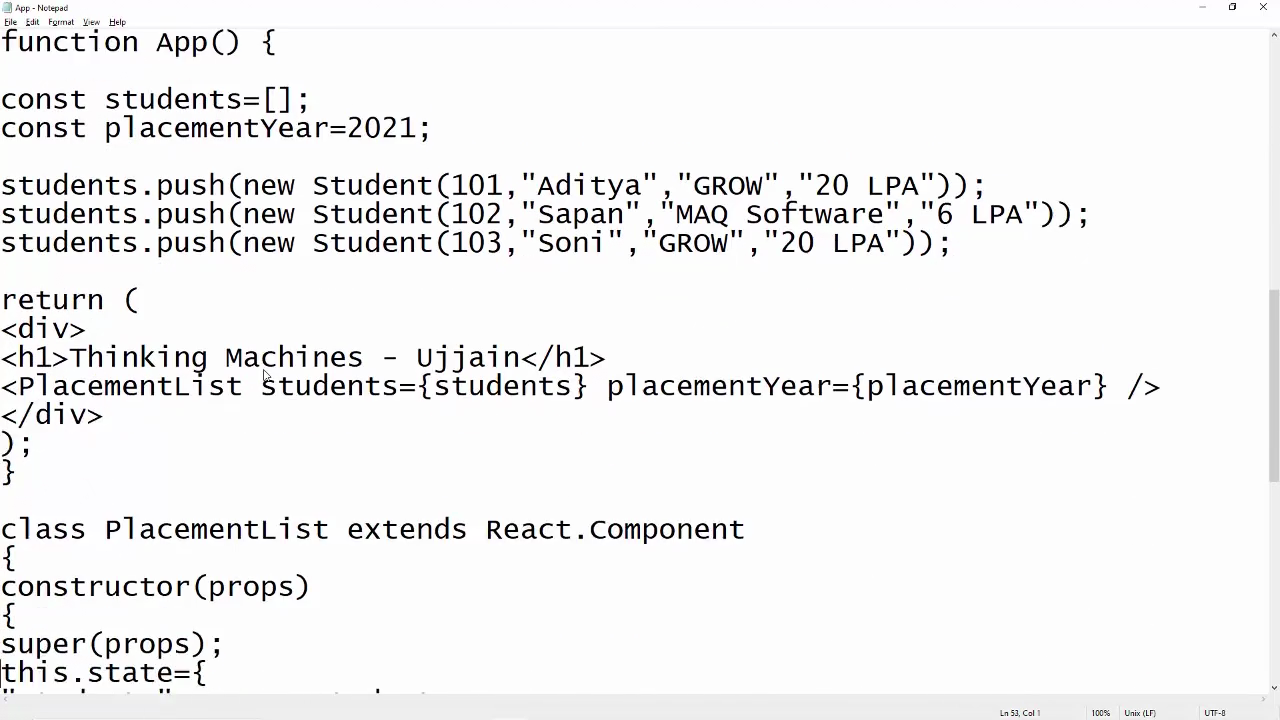 App - Notepad
File Edit Format View Help
function App() {
const students=[];
const placementYear=2021;
students.push(new Student(101,"Aditya","GROW","20 LPA"));
students.push(new Student(102,"Sapan","MAQ Software","6 LPA"));
students.push(new Student(103,"Soni","GROW","20 LPA"));
return (
<div>
<h1>Thinking Machines - Ujjain</h1>
<PlacementList students={students} placementYear={placementYear} />
</div>
);
}
class PlacementList extends React.Component
{
constructor(props)
{
super(props);
this.state={
Ln 53, Col 1 100% Unix (LF) UTF-8